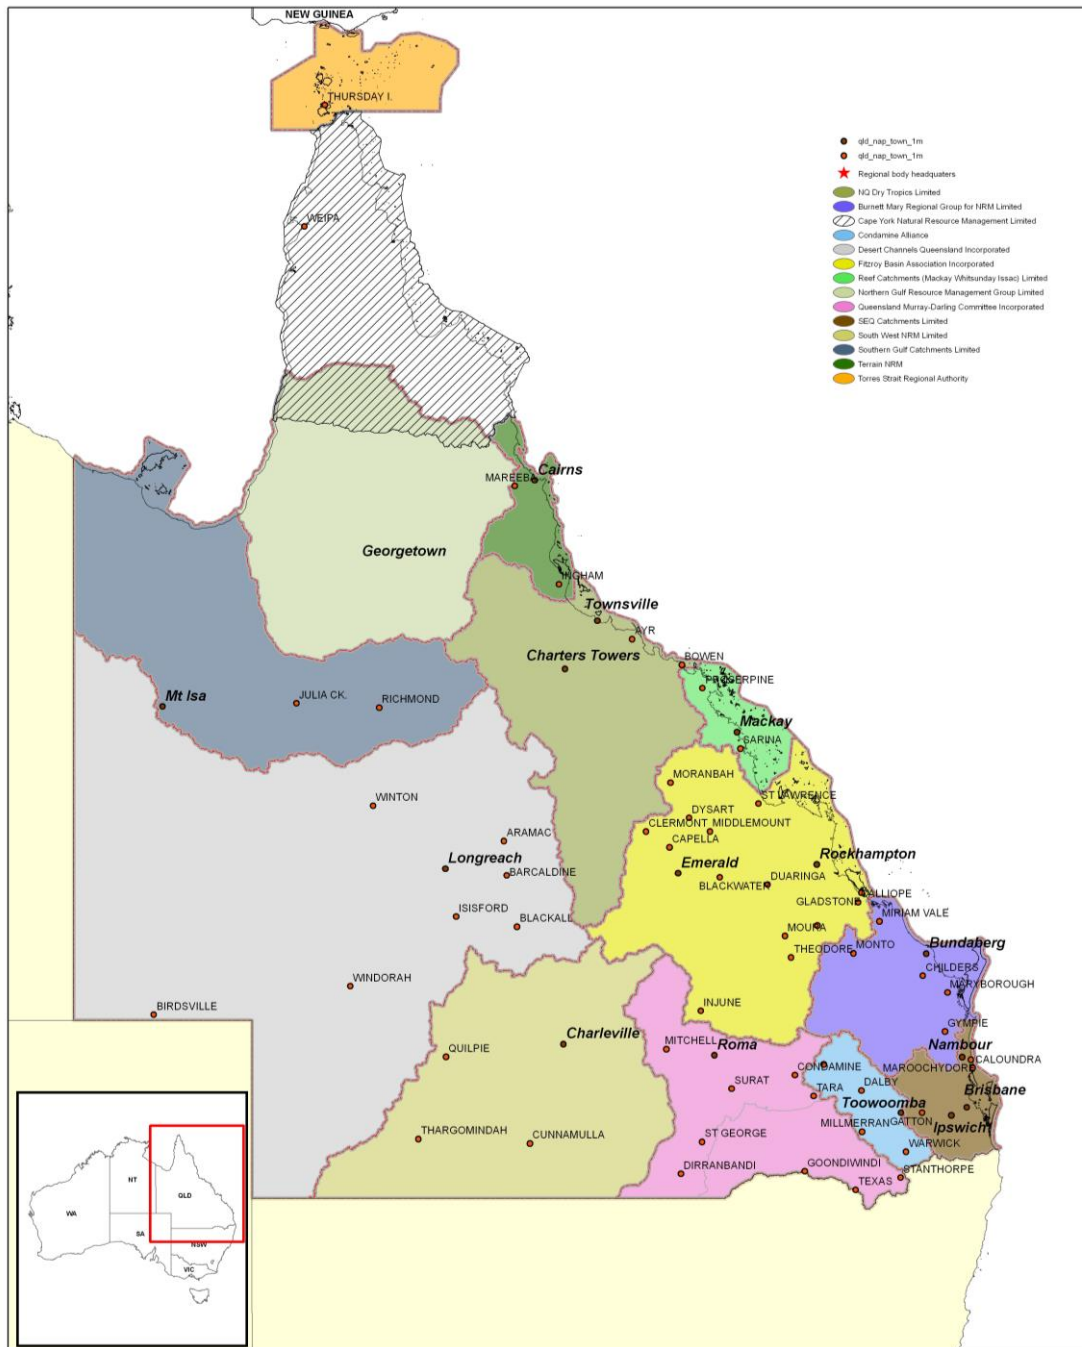 NEW GUINEA
THURSDAY I.
qld_nap_town_1m
qld_nap_town_1m
Regional body headquaters
NQ Dry Tropics Limited
Burnett Mary Regional Group for NRM Limited
Cape York Natural Resource Management Limited
Condamine Alliance
Desert Channels Queensland Incorporated
Fitzroy Basin Association Incorporated
Reef Catchments (Mackay Whitsunday Issac) Limited
Northern Gulf Resource Management Group Limited
Queensland Murray-Darling Committee Incorporated
SEQ Catchments Limited
South West NRM Limited
Southern Gulf Catchments Limited
Terrain NRM
Torres Strait Regional Authority
WEIPA
Cairns
MAREEBA
Georgetown
INGHAM
Townsville
AYR
Charters Towers
BOWEN
PROSERPINE
Mt Isa
JULIA CK.
RICHMOND
Mackay
SARINA
MORANBAH
WINTON
ST LAWRENCE
DYSART
CLERMONT
MIDDLEMOUNT
ARAMAC
CAPELLA
Longreach
Emerald
Rockhampton
BARCALDINE
BLACKWATER
DUARINGA
CALLIOPE
GLADSTONE
ISISFORD
BLACKALL
MIRIAM VALE
MOURA
THEODORE
MONTO
Bundaberg
CHILDERS
WINDORAH
MARYBOROUGH
BIRDSVILLE
INJUNE
GYMPIE
Charleville
QUILPIE
MITCHELL
Roma
Nambour
CALOUNDRA
MAROOCHYDORE
CONDAMINE
SURAT
TARA
DALBY
Brisbane
Toowoomba
GATTON
Ipswich
THARGOMINDAH
CUNNAMULLA
ST GEORGE
MILLMERRAN
WARWICK
DIRRANBANDI
GOONDIWINDI
STANTHORPE
TEXAS
NT
QLD
WA
SA
NSW
VIC